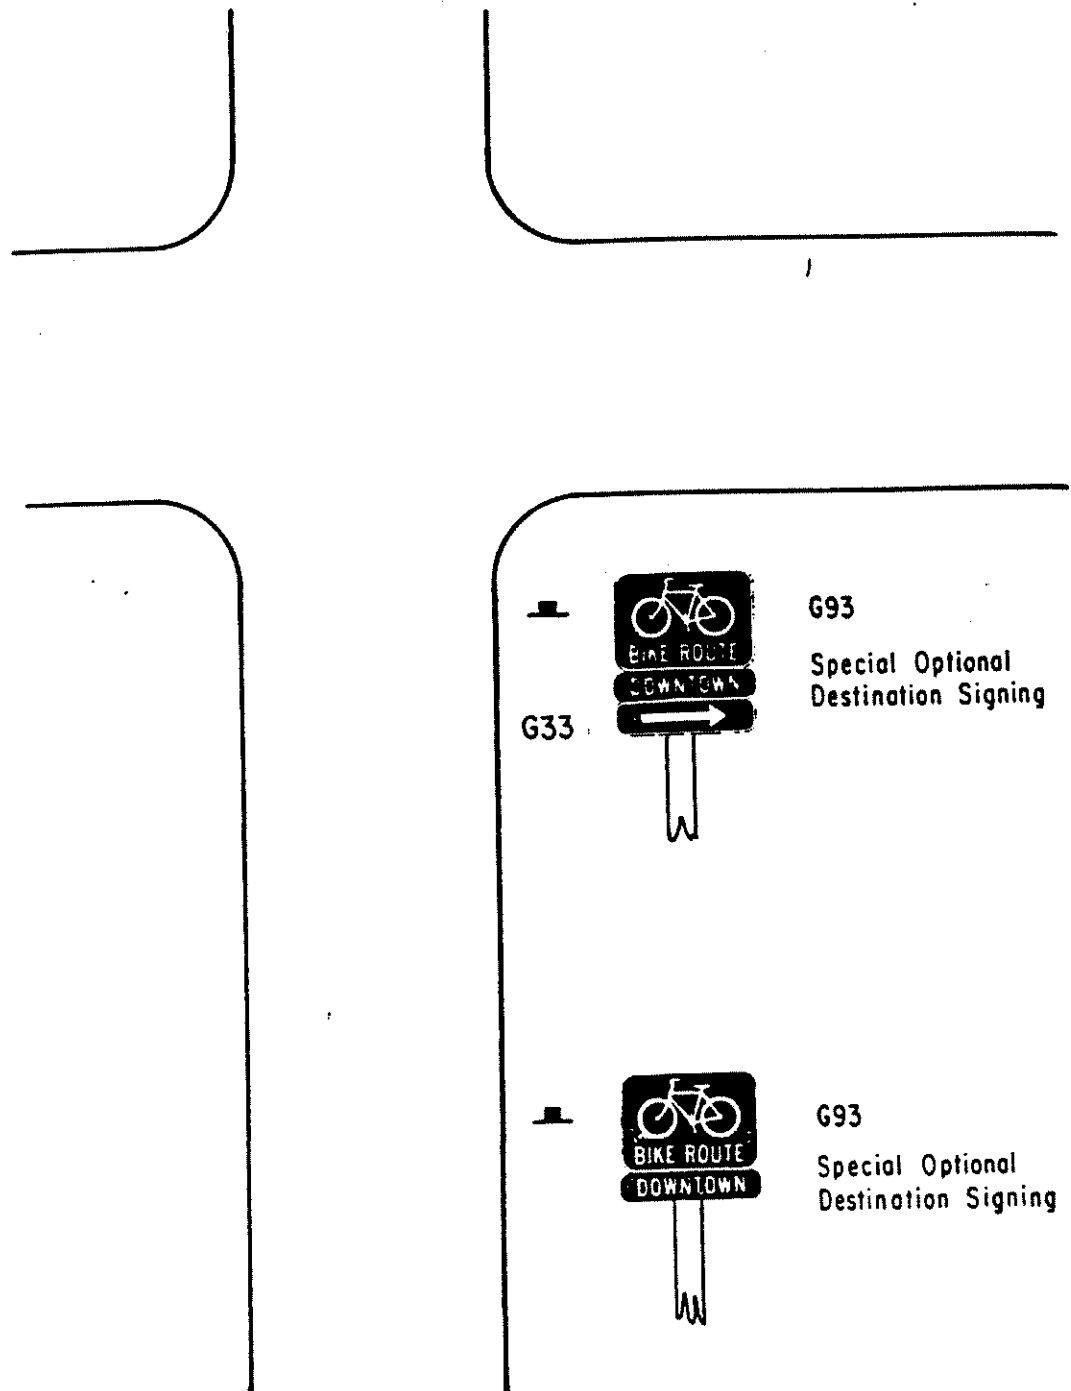 BIKE ROUTE
DOWNTOWN
G33
G93
Special Optional
Destination Signing
BIKE ROUTE
DOWNTOWN
G93
Special Optional
Destination Signing